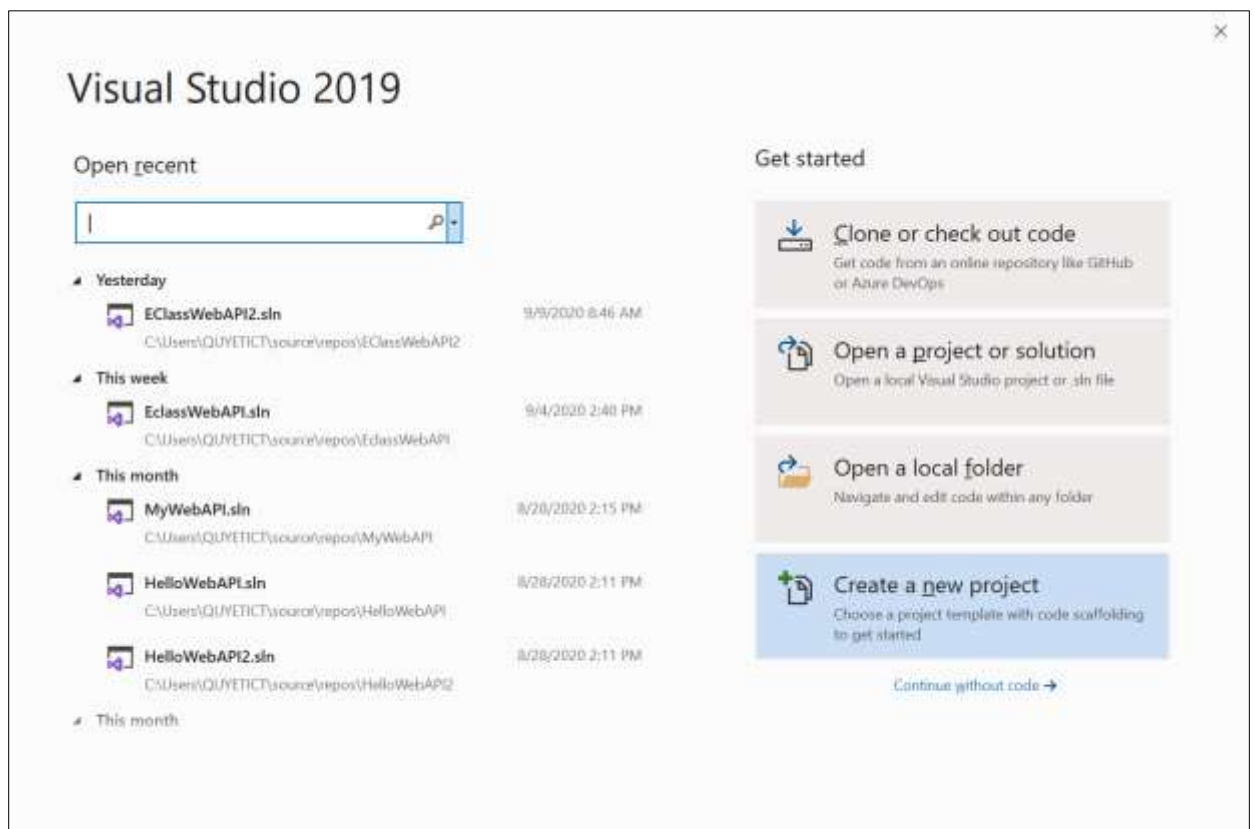 Visual Studio 2019
Open recent
Yesterday
EClassWebAPI2.sln 9/9/2020 8:46 AM
C:\Users\QUYETICT\source\repos\EClassWebAPI2
This week
EclassWebAPI.sln 9/4/2020 2:40 PM
C:\Users\QUYETICT\source\repos\EclassWebAPI
This month
MyWebAPI.sln 8/28/2020 2:15 PM
C:\Users\QUYETICT\source\repos\MyWebAPI
HelloWebAPI.sln 8/28/2020 2:11 PM
C:\Users\QUYETICT\source\repos\HelloWebAPI
HelloWebAPI2.sln 8/28/2020 2:11 PM
C:\Users\QUYETICT\source\repos\HelloWebAPI2
This month
Get started
Clone or check out code
Get code from an online repository like GitHub
or Azure DevOps
Open a project or solution
Open a local Visual Studio project or .sln file
Open a local folder
Navigate and edit code within any folder
Create a new project
Choose a project template with code scaffolding
to get started
Continue without code →